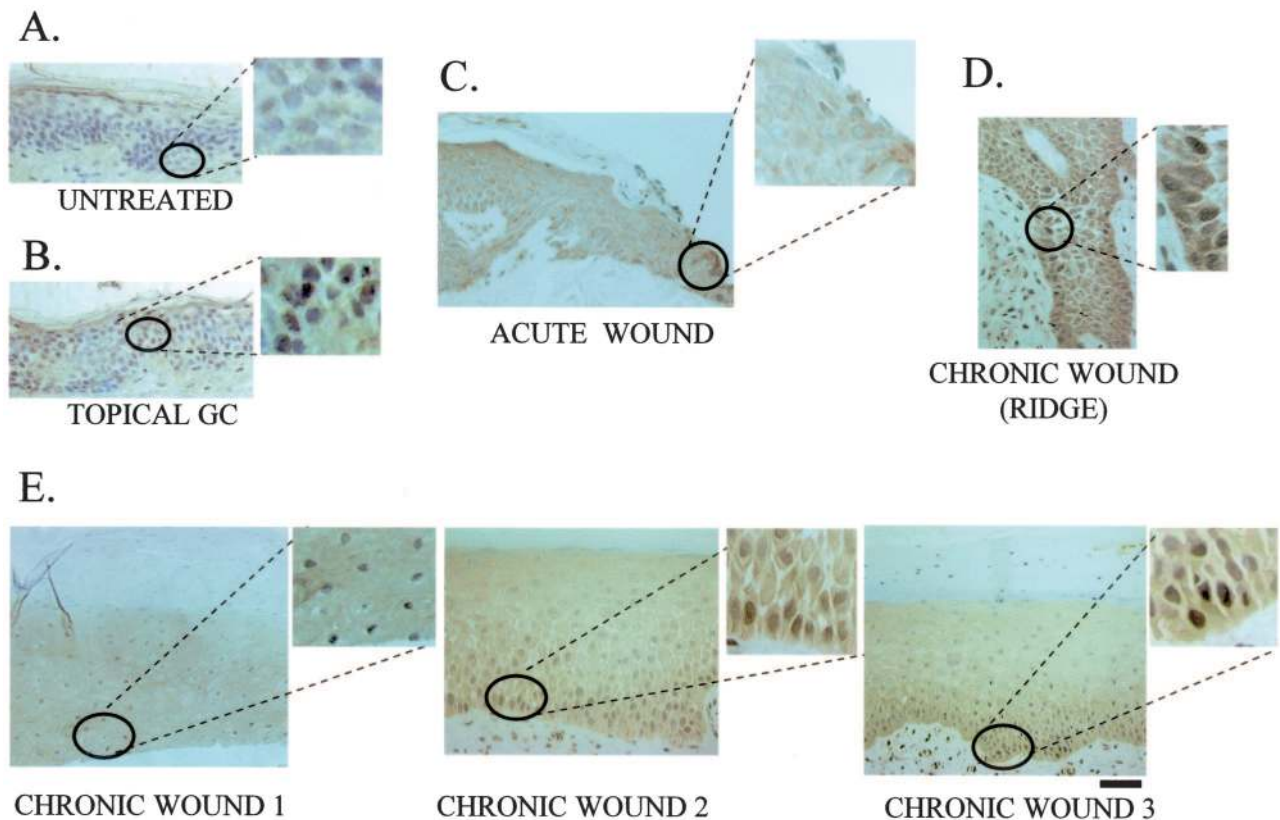 A.
UNTREATED
B.
TOPICAL GC
C.
ACUTE WOUND
D.
CHRONIC WOUND
(RIDGE)
E.
CHRONIC WOUND 1
CHRONIC WOUND 2
CHRONIC WOUND 3